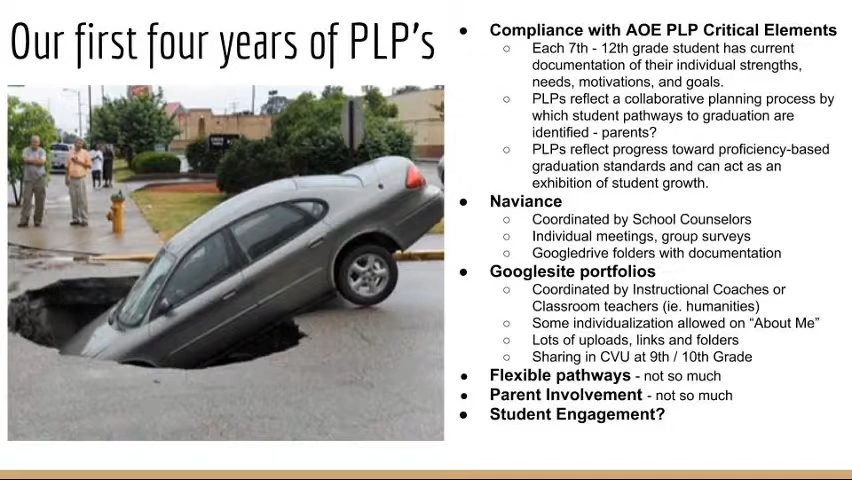 Our first four years of PLP's
● Compliance with AOE PLP Critical Elements
○ Each 7th - 12th grade student has current
documentation of their individual strengths,
needs, motivations, and goals.
○ PLPs reflect a collaborative planning process by
which student pathways to graduation are
identified - parents?
○ PLPs reflect progress toward proficiency-based
graduation standards and can act as an
exhibition of student growth.
● Naviance
○ Coordinated by School Counselors
○ Individual meetings, group surveys
○ Googledrive folders with documentation
● Googlesite portfolios
○ Coordinated by Instructional Coaches or
Classroom teachers (ie. humanities)
○ Some individualization allowed on “About Me”
○ Lots of uploads, links and folders
○ Sharing in CVU at 9th / 10th Grade
● Flexible pathways - not so much
● Parent Involvement - not so much
● Student Engagement?